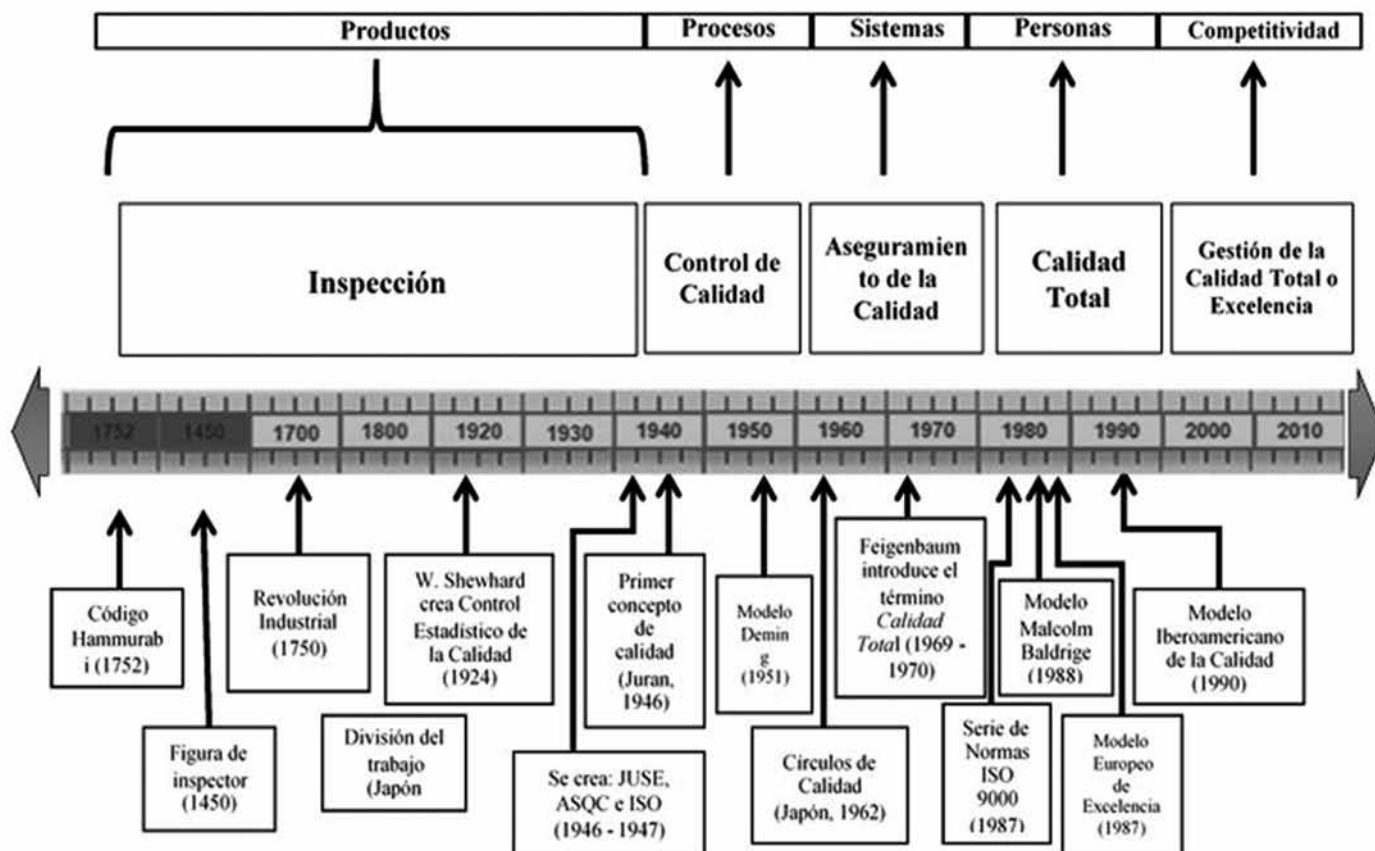 Productos
Procesos
Sistemas
Personas
Competitividad
Inspección
Control de
Calidad
Aseguramien
to de la
Calidad
Calidad
Total
Gestión de la
Calidad Total o
Excelencia
1752
1450
1700
1800
1920
1930
1940
1950
1960
1970
1980
1990
2000
2010
Código
Hammurab
i (1752)
Figura de
inspector
(1450)
Revolución
Industrial
(1750)
División del
trabajo
(Japón
W. Shewhard
crea Control
Estadístico de
la Calidad
(1924)
Se crea: JUSE,
ASQC e ISO
(1946 - 1947)
Primer
concepto
de
calidad
(Juran,
1946)
Modelo
Demin
g
(1951)
Círculos de
Calidad
(Japón, 1962)
Feigenbaum
introduce el
término
Calidad
Total (1969 -
1970)
Serie de
Normas
ISO
9000
(1987)
Modelo
Malcolm
Baldrige
(1988)
Modelo
Europeo
de
Excelencia
(1987)
Modelo
Iberoamericano
de la Calidad
(1990)